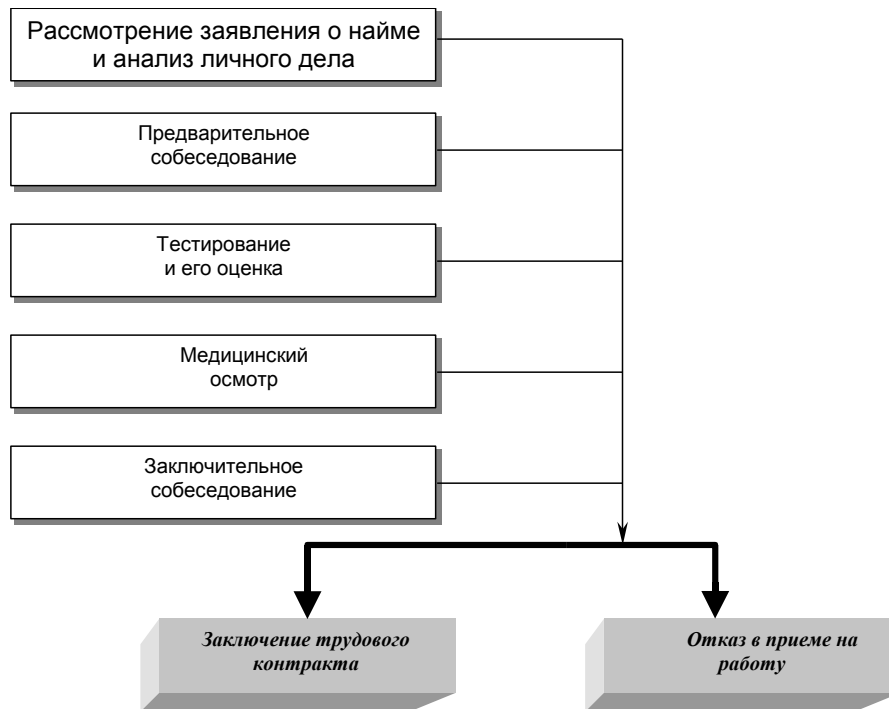 Рассмотрение заявления о найме
и анализ личного дела
Предварительное
собеседование
Тестирование
и его оценка
Медицинский
осмотр
Заключительное
собеседование
Заключение трудового
контракта
Отказ в приеме на
работу